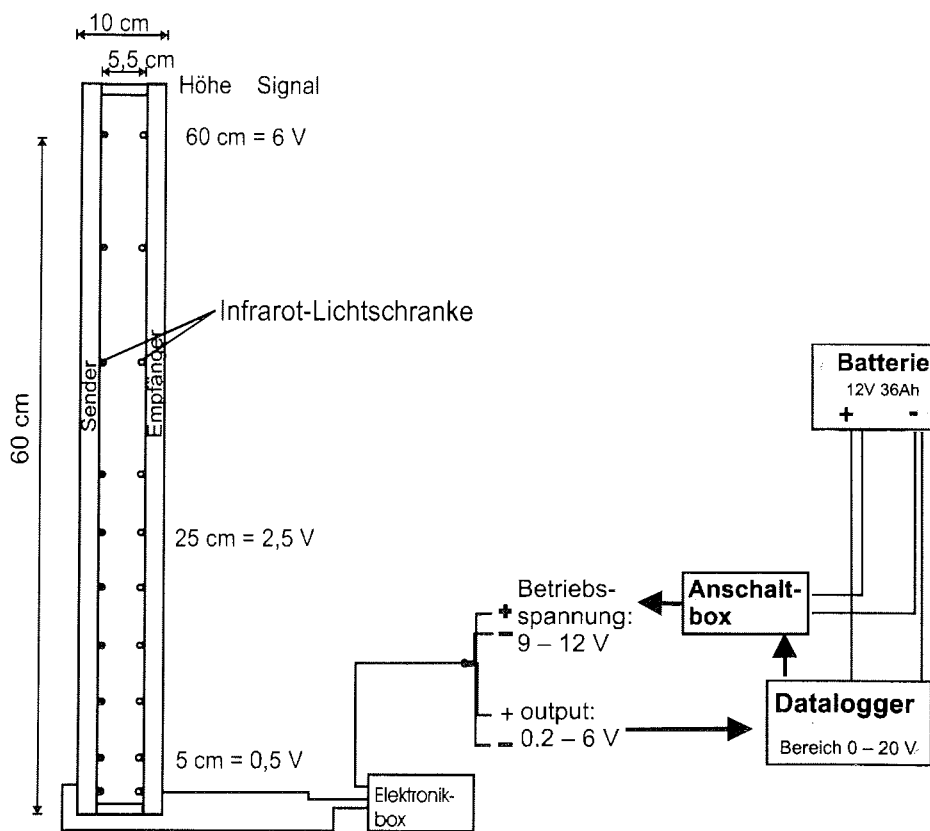 10 cm
5,5 cm
Höhe Signal
60 cm = 6 V
Infrarot-Lichtschranke
Sender
Empfänger
60 cm
25 cm = 2,5 V
5 cm = 0,5 V
Elektronik-
box
Betriebs-
+ spannung:
- 9 – 12 V
+ output:
- 0.2 – 6 V
Batterie
12V 36Ah
+ -
Anschalt-
box
Datalogger
Bereich 0 – 20 V